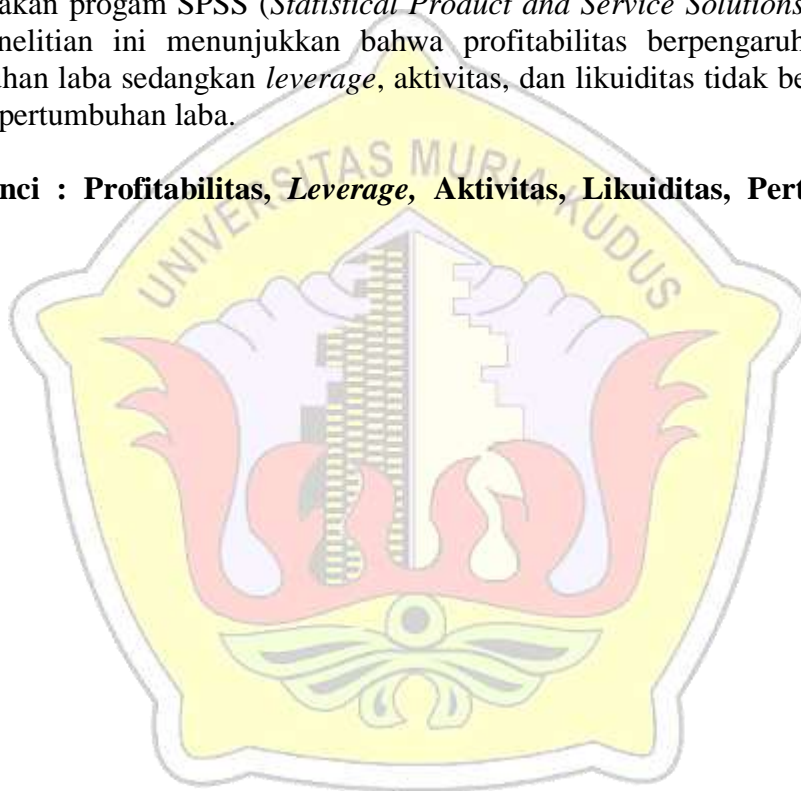 akan progam SPSS (Statistical Product and Service Solutions
nelitian ini menunjukkan bahwa profitabilitas berpengaruh
han laba sedangkan leverage, aktivitas, dan likuiditas tidak be
pertumbuhan laba.
nci : Profitabilitas, Leverage, Aktivitas, Likuiditas, Pert
UNIVERSITAS MURIA KUDUS